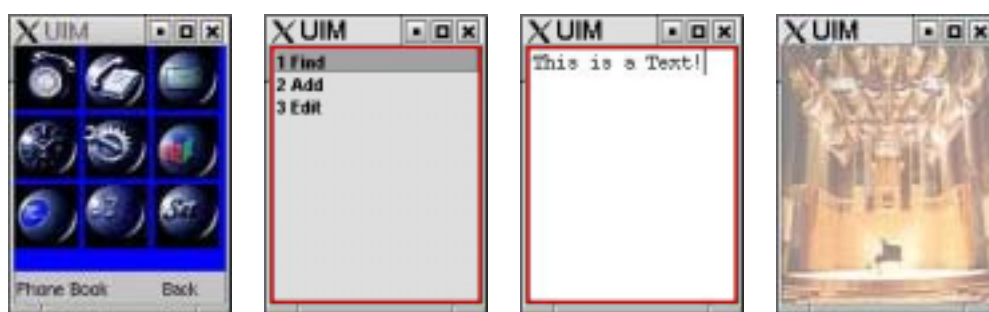 X UIM
Phone Book Back
X UIM
1 Find
2 Add
3 Edit
X UIM
This is a Text!
X UIM